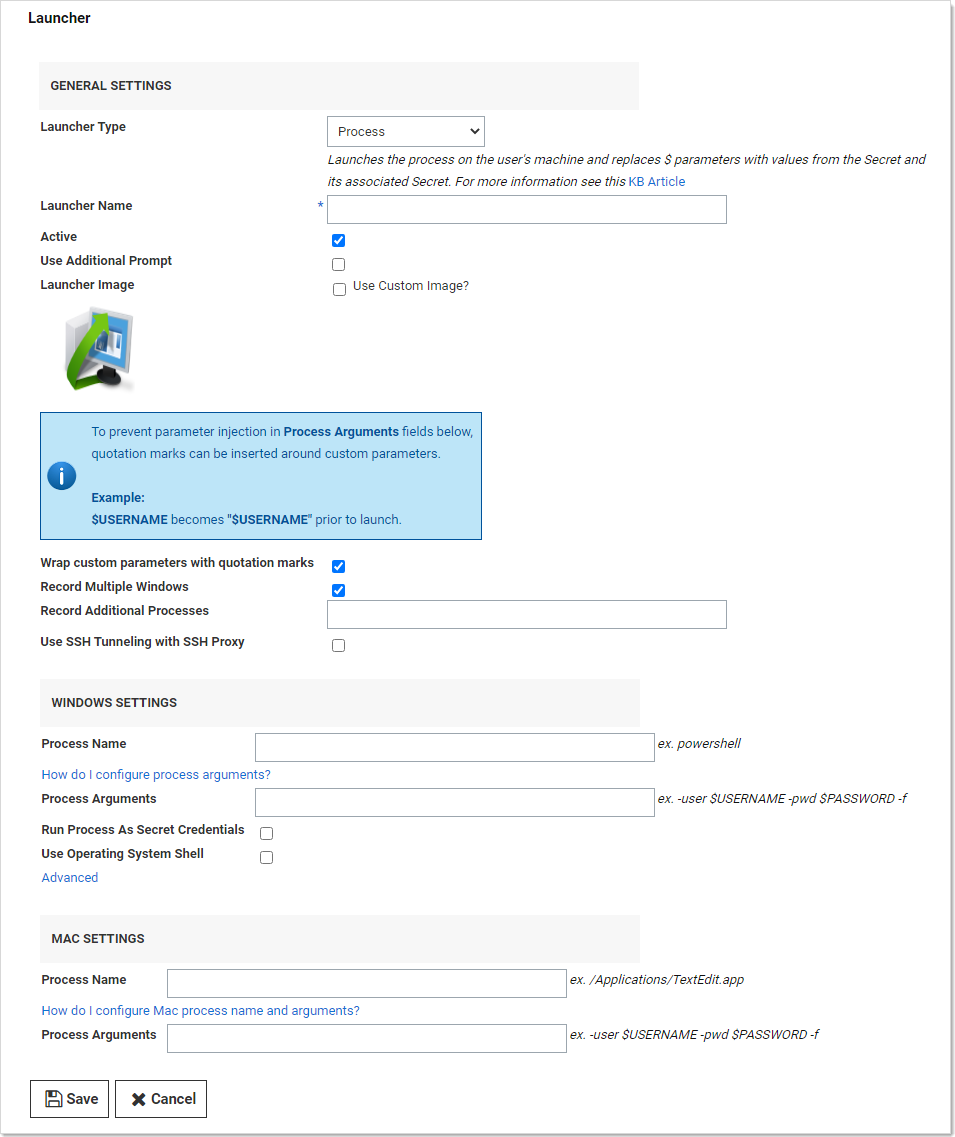 Launcher
GENERAL SETTINGS
Launcher Type
Process
Launches the process on the user's machine and replaces $ parameters with values from the Secret and
its associated Secret. For more information see this KB Article
Launcher Name *
Active
Use Additional Prompt
Launcher Image
Use Custom Image?
To prevent parameter injection in Process Arguments fields below,
quotation marks can be inserted around custom parameters.
Example:
$USERNAME becomes "$USERNAME" prior to launch.
Wrap custom parameters with quotation marks
Record Multiple Windows
Record Additional Processes
Use SSH Tunneling with SSH Proxy
WINDOWS SETTINGS
Process Name
ex. powershell
How do I configure process arguments?
Process Arguments
ex. -user $USERNAME -pwd $PASSWORD -f
Run Process As Secret Credentials
Use Operating System Shell
Advanced
MAC SETTINGS
Process Name
ex. /Applications/TextEdit.app
How do I configure Mac process name and arguments?
Process Arguments
ex. -user $USERNAME -pwd $PASSWORD -f
Save
Cancel